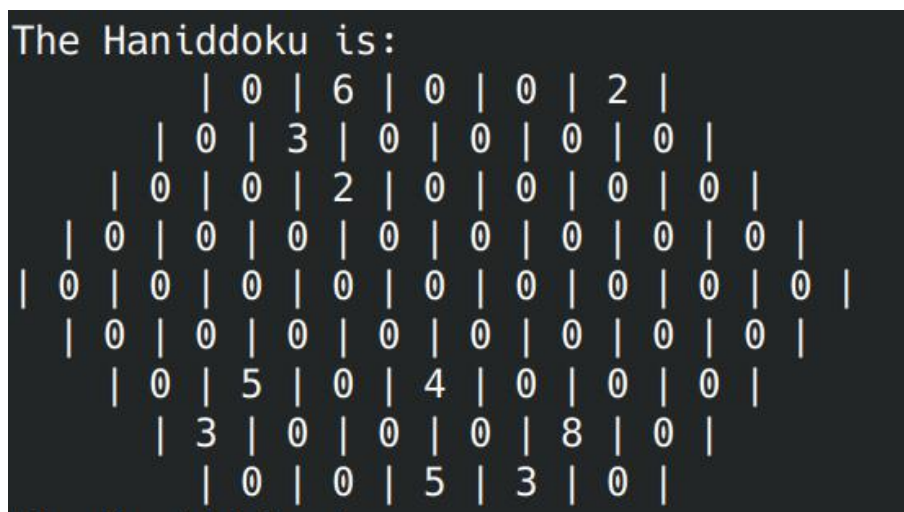 The Haniddoku is:
| 0 | 6 | 0 | 0 | 2 |
| 0 | 3 | 0 | 0 | 0 | 0 |
| 0 | 0 | 2 | 0 | 0 | 0 | 0 |
| 0 | 0 | 0 | 0 | 0 | 0 | 0 | 0 |
| 0 | 0 | 0 | 0 | 0 | 0 | 0 | 0 | 0 |
| 0 | 0 | 0 | 0 | 0 | 0 | 0 | 0 |
| 0 | 5 | 0 | 4 | 0 | 0 | 0 |
| 3 | 0 | 0 | 0 | 8 | 0 |
| 0 | 0 | 5 | 3 | 0 |